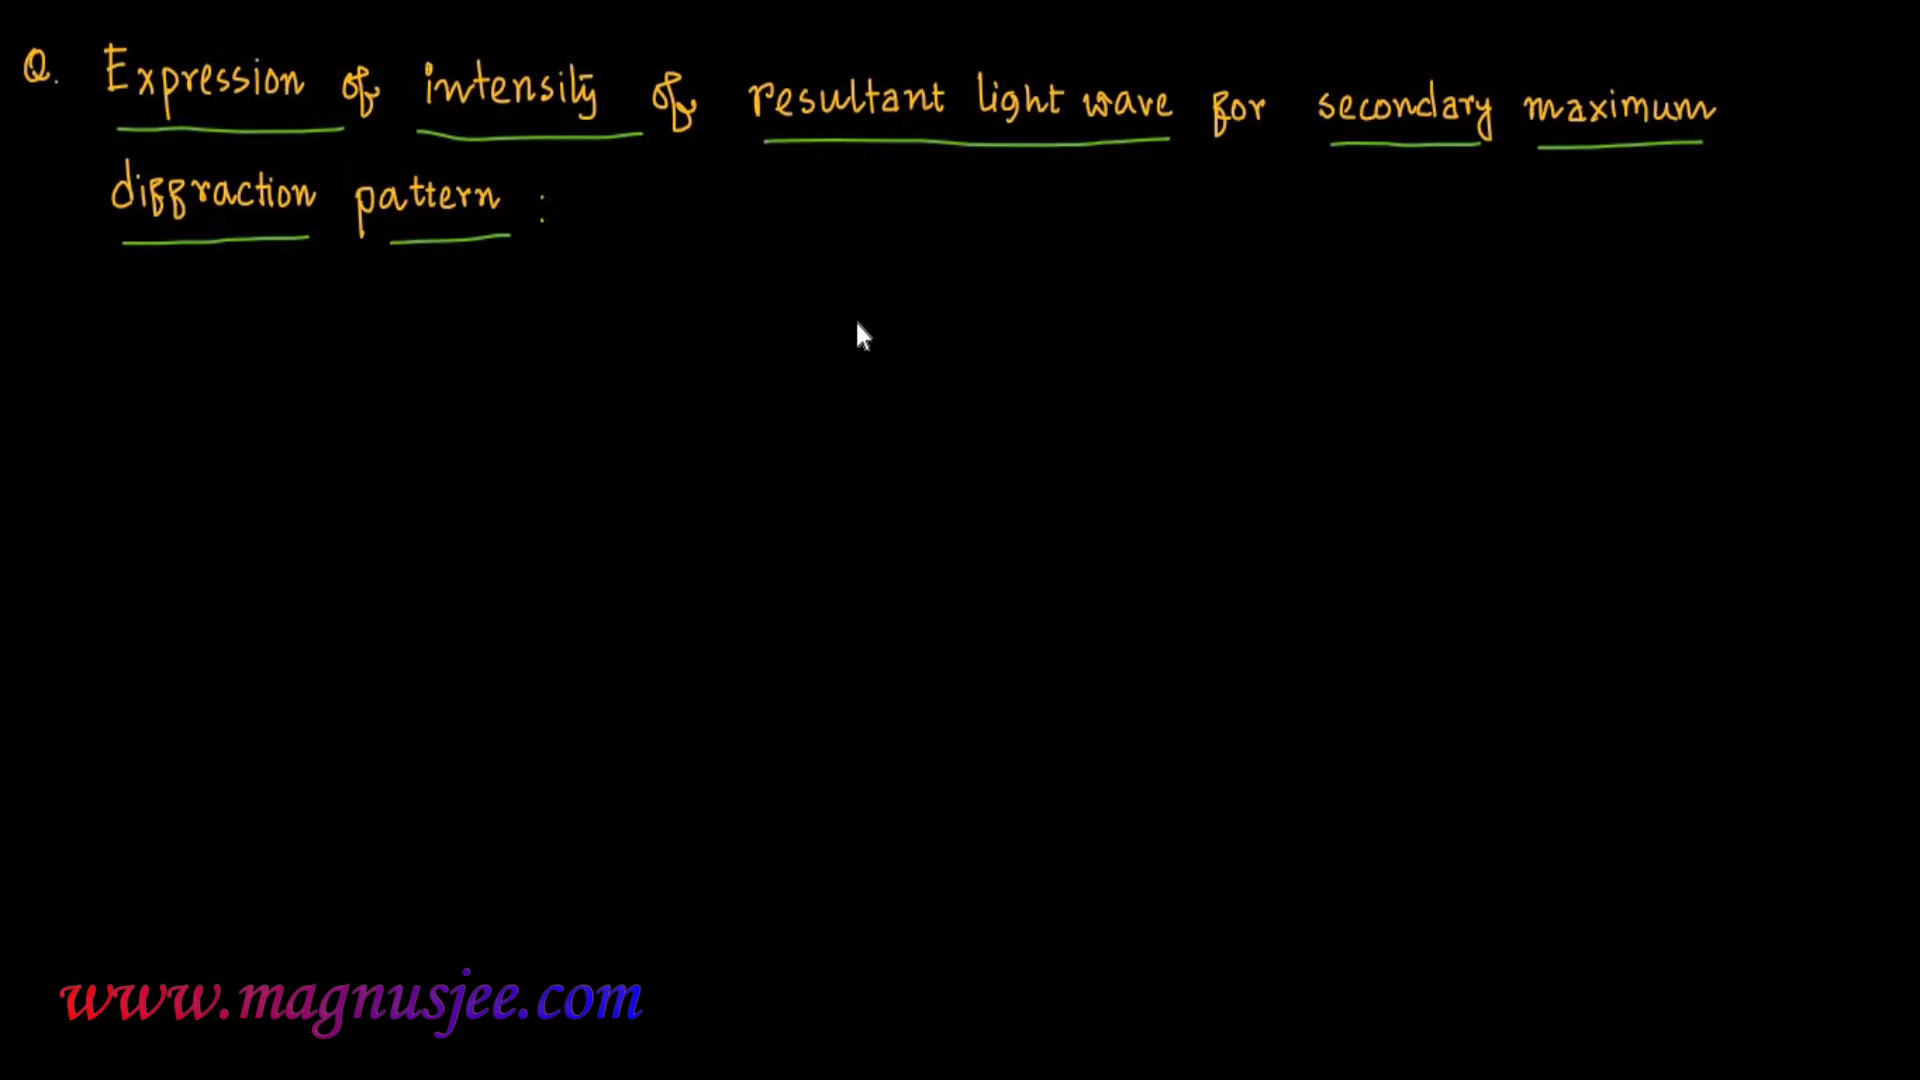 Q. Expression of intensity of resultant light wave for secondary maximum
diffraction pattern :
www.magnusjee.com